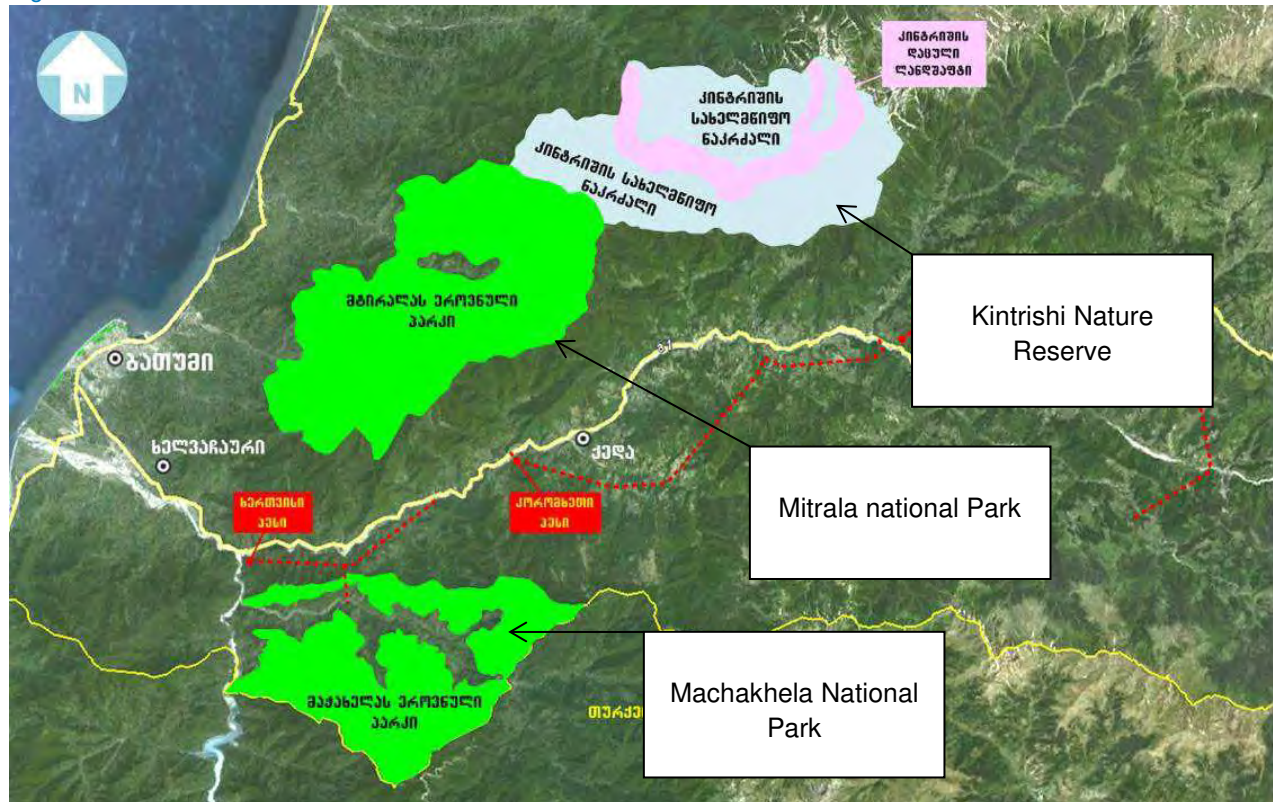 N
კინტრიშის
დაცული
ლანდშაფტი
კინტრიშის
სახელმწიფო
ნაკრძალი
კინტრიშის სახელმწიფო
ნაკრძალი
მტირალას ეროვნული
პარკი
Kintrishi Nature
Reserve
ბათუმი
ხელვაჩაური
ქედა
Mitrala national Park
ხერთვისი
ჰესი
კორომხეთი
ჰესი
მაჭახელას ეროვნული
პარკი
Machakhela National
Park